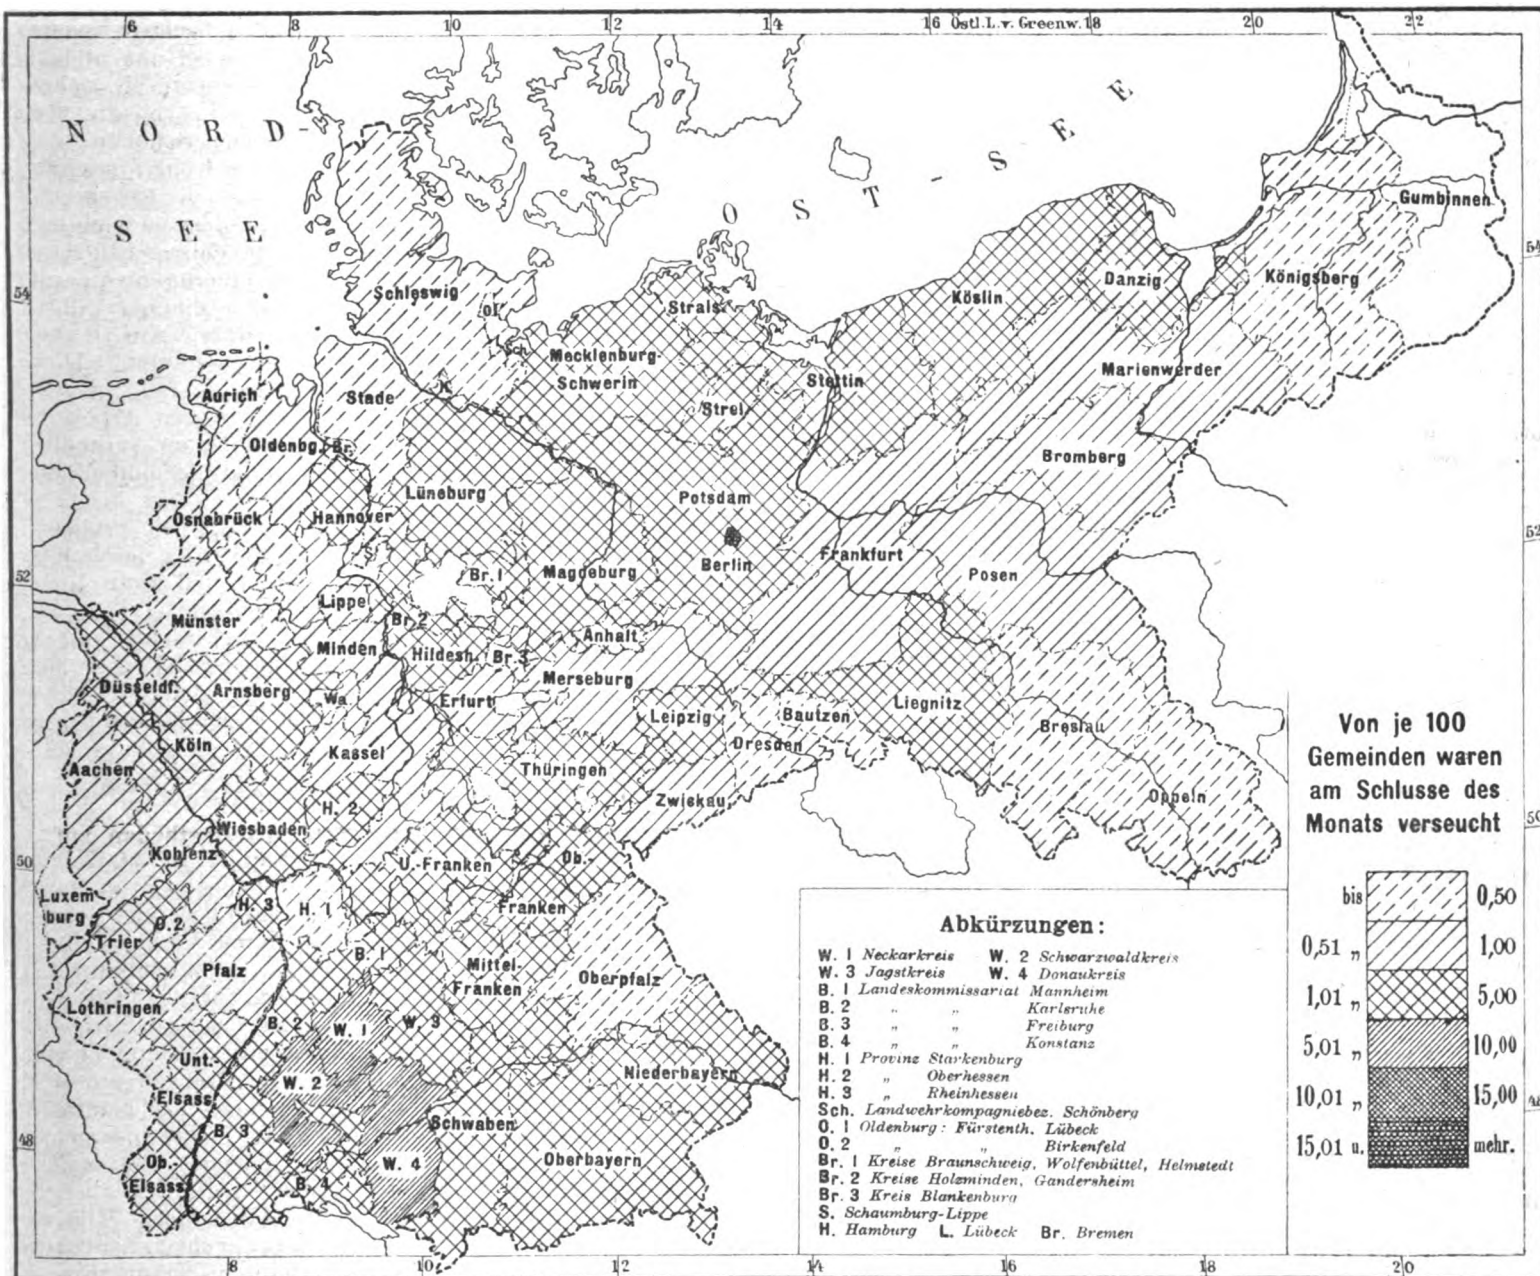 6 8 10 Östl. L. v. Greenw. 16 18 20 22
NORD-
SEE
OST-SEE
Gumbinnen
54
Königsberg
Danzig
Köslin
Schleswig
54
Ol
Strals.
Sch.
Mecklenburg-
Schwerin
Stettin
Marienwerder
Aurich
Stade
H.
Strel
Oldenbg.
Br.
Bromberg
Lüneburg
Potsdam
Osnabrück
Hannover
52
Frankfurt
S.
Berlin
Posen
52
Magdeburg
Br. 1
Lippe
Br. 2
Münster
Anhalt
Minden
Hildesh.
Br. 3
Merseburg
Düsseldf.
Arnsberg
Wa.
Erfurt
Liegnitz
Leipzig
Bautzen
Breslau
Köln
Kassel
Dresden
Aachen
Thüringen
Oppeln
Zwickau
H. 2
Wiesbaden
50
Koblenz
U.-Franken
Ob.-
Franken
50
Luxem-
burg
H. 3
H. 1
O. 2
Trier
B. 1
Pfalz
Mittel-
Franken
Oberpfalz
Lothringen
B. 2
W. 1
W. 3
Unt.-
Elsass
W. 2
Niederbayern
B. 3
Schwaben
48
Ob.-
Elsass
W. 4
Oberbayern
B. 4
48
8 10 12 14 16 18 20
Von je 100
Gemeinden waren
am Schlusse des
Monats verseucht
bis 0,50
0,51 „ 1,00
1,01 „ 5,00
5,01 „ 10,00
10,01 „ 15,00
15,01 u. mehr.
Abkürzungen:
W. 1 Neckarkreis W. 2 Schwarzwaldkreis
W. 3 Jagstkreis W. 4 Donaukreis
B. 1 Landeskommissariat Mannheim
B. 2 „ „ Karlsruhe
B. 3 „ „ Freiburg
B. 4 „ „ Konstanz
H. 1 Provinz Starkenburg
H. 2 „ Oberhessen
H. 3 „ Rheinhessen
Sch. Landwehrkompagniebez. Schönberg
O. 1 Oldenburg: Fürstenth. Lübeck
O. 2 „ „ Birkenfeld
Br. 1 Kreise Braunschweig, Wolfenbüttel, Helmstedt
Br. 2 Kreise Holzminden, Gandersheim
Br. 3 Kreis Blankenburg
S. Schaumburg-Lippe
H. Hamburg L. Lübeck Br. Bremen